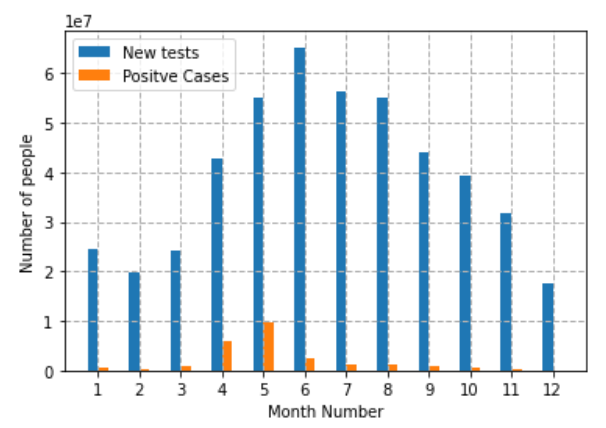 1e7
New tests
Positve Cases
6
5
4
3
2
1
0
Number of people
1 2 3 4 5 6 7 8 9 10 11 12
Month Number